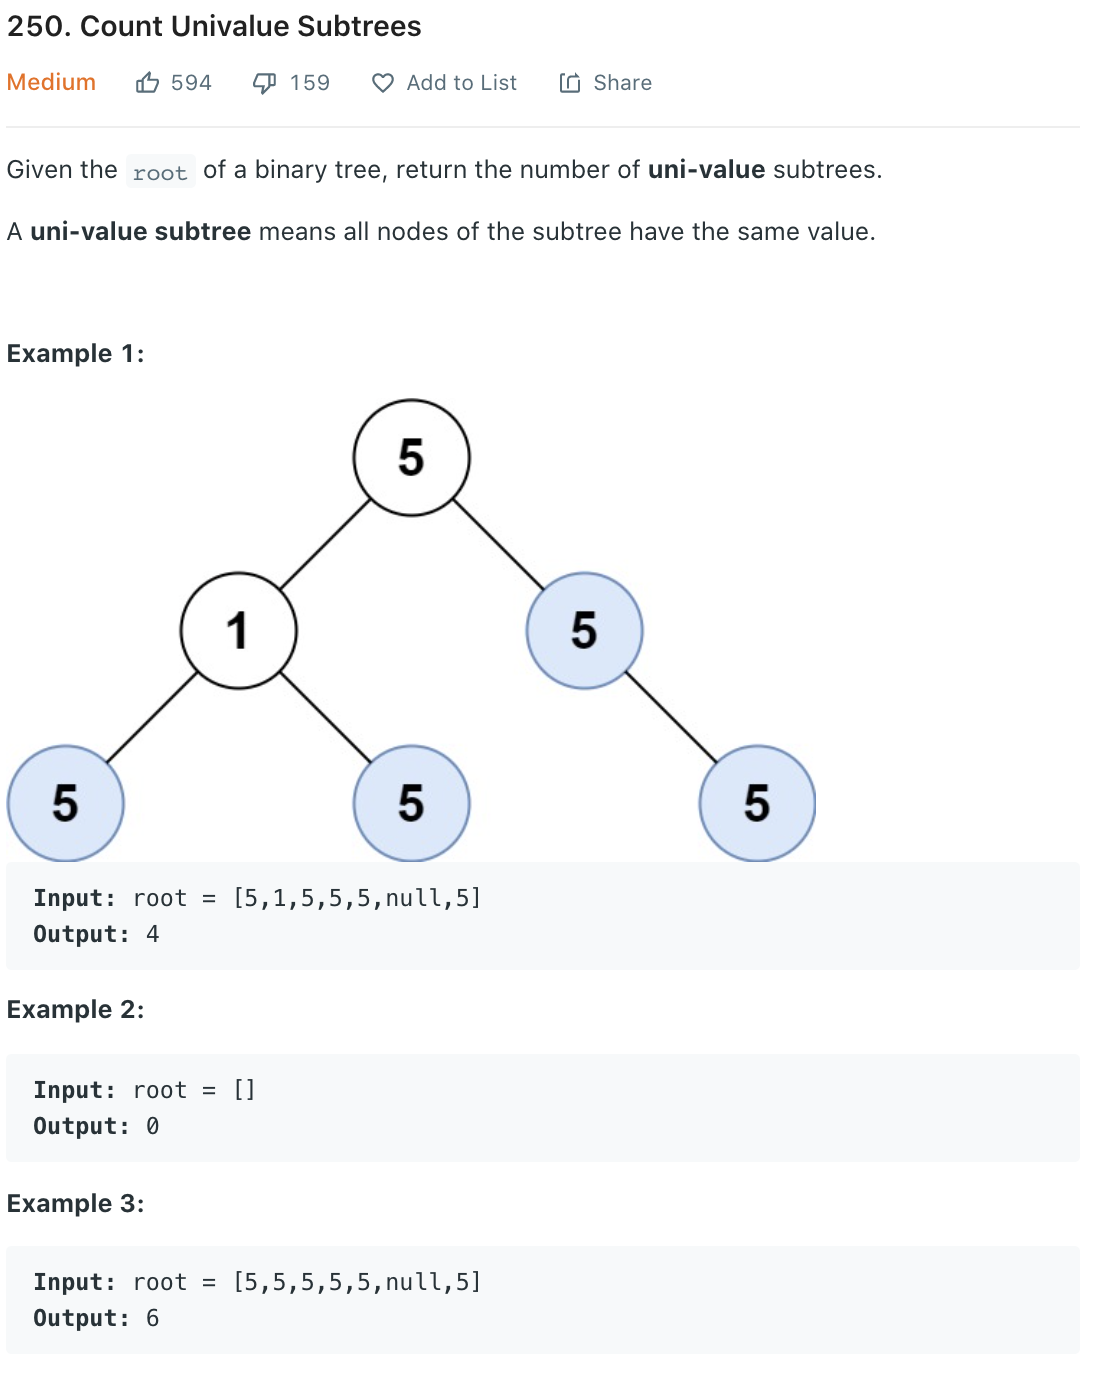 250. Count Univalue Subtrees
Medium 594 159 Add to List Share
Given the root of a binary tree, return the number of uni-value subtrees.
A uni-value subtree means all nodes of the subtree have the same value.
Example 1:
5
1 5
5 5 5
Input: root = [5,1,5,5,5,null,5]
Output: 4
Example 2:
Input: root = []
Output: 0
Example 3:
Input: root = [5,5,5,5,5,null,5]
Output: 6